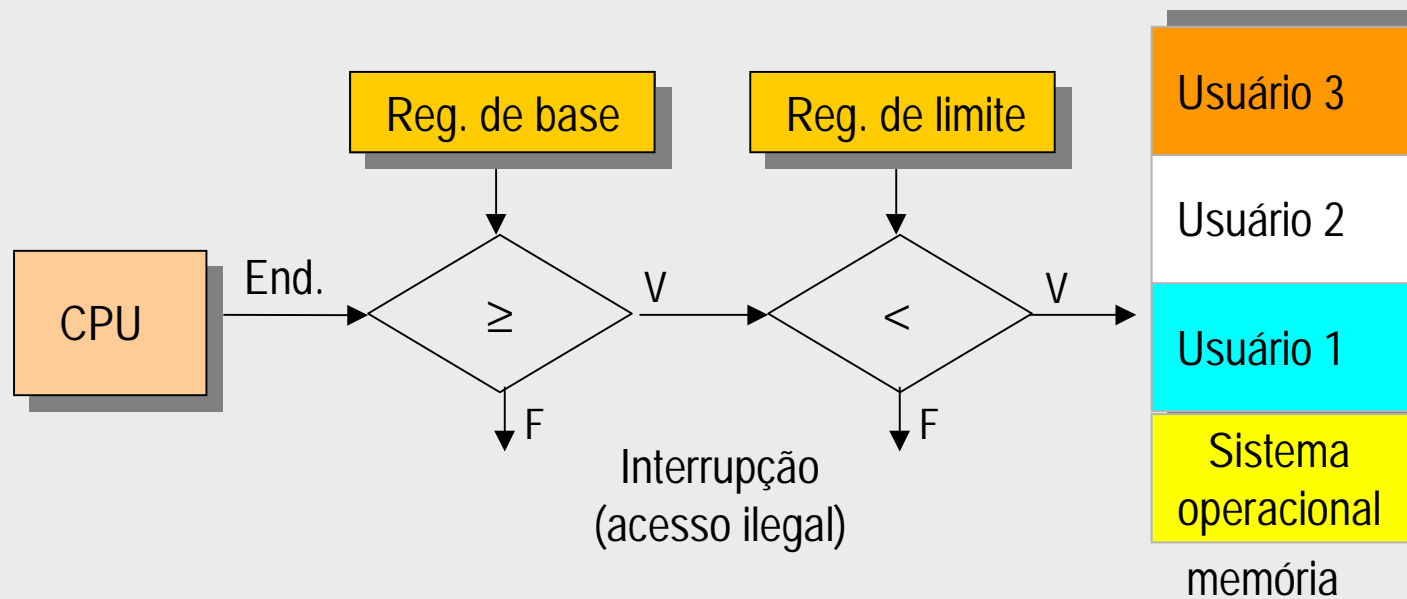 Reg. de base
Reg. de limite
CPU
End.
≥
V
<
V
F
F
Interrupção
(acesso ilegal)
Usuário 3
Usuário 2
Usuário 1
Sistema
operacional
memória